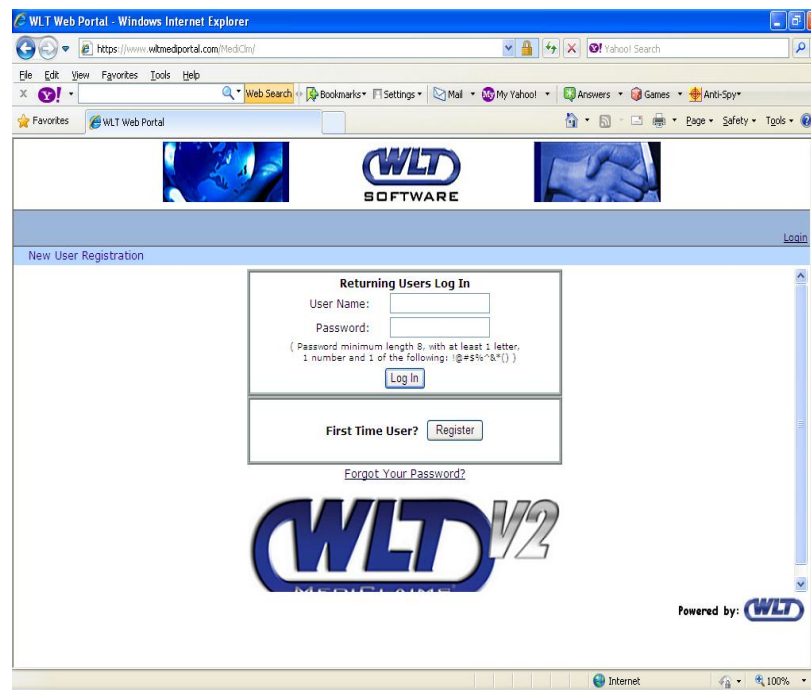 WLT Web Portal - Windows Internet Explorer
https://www.wltmediportal.com/MediClm/
Yahoo! Search
File Edit View Favorites Tools Help
X Y! Web Search Bookmarks Settings Mail My Yahoo! Answers Games Anti-Spy
Favorites WLT Web Portal Page Safety Tools
WLT
SOFTWARE
Login
New User Registration
Returning Users Log In
User Name:
Password:
( Password minimum length 8, with at least 1 letter,
1 number and 1 of the following: !@#$%^&*() )
Log In
First Time User? Register
Forgot Your Password?
WLT V2
MEDICLAIMS
Powered by: WLT
Internet 100%